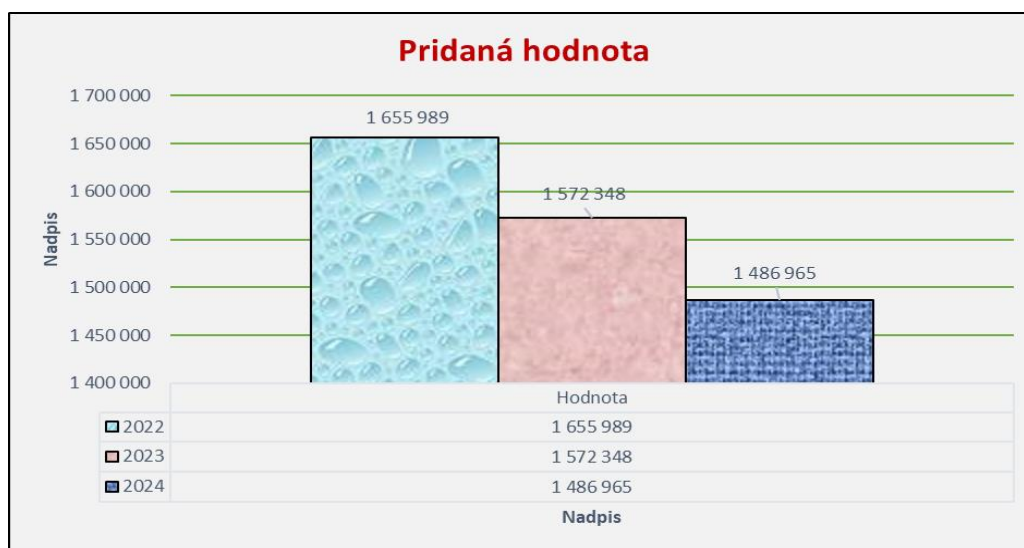 Pridaná hodnota
1 700 000
1 655 989
1 650 000
1 600 000
1 572 348
1 550 000
1 500 000
1 486 965
1 450 000
1 400 000
Nadpis
Hodnota
2022 1 655 989
2023 1 572 348
2024 1 486 965
Nadpis